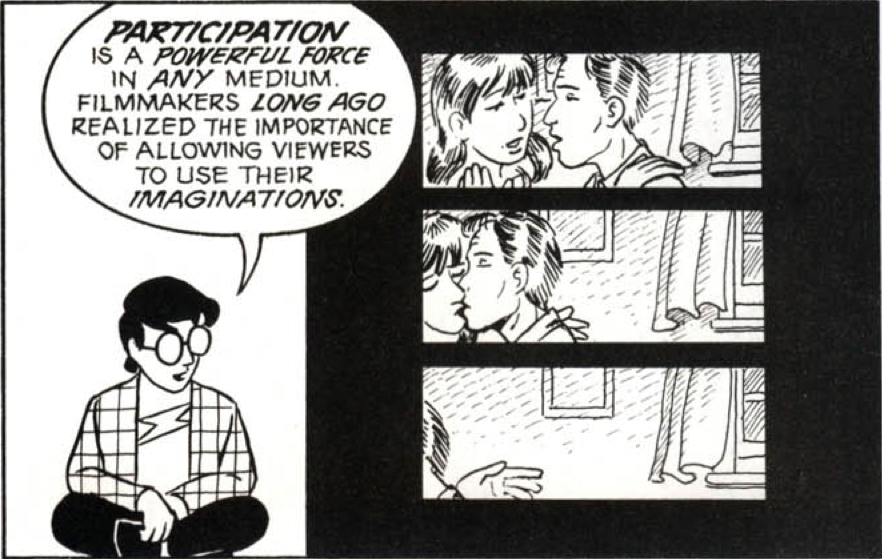 PARTICIPATION
IS A POWERFUL FORCE
IN ANY MEDIUM.
FILMMAKERS LONG AGO
REALIZED THE IMPORTANCE
OF ALLOWING VIEWERS
TO USE THEIR
IMAGINATIONS.